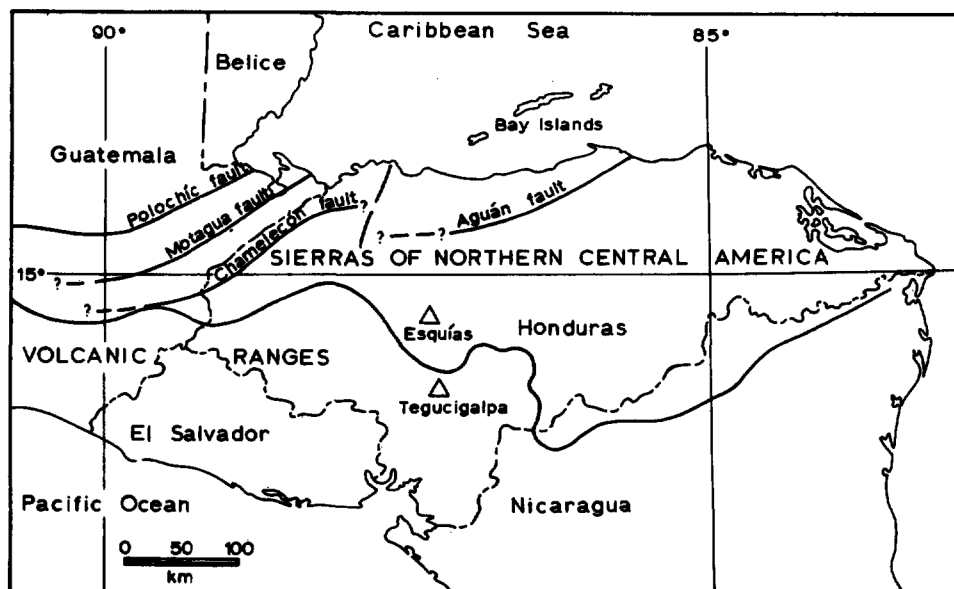 90°
Caribbean Sea
85°
Belice
Bay Islands
Guatemala
Polochíc fault
Motagua fault
?
Chamelecón fault
?
Aguán fault
? ?
SIERRAS OF NORTHERN CENTRAL AMERICA
15°
?
?
Esquías
Honduras
VOLCANIC RANGES
Tegucigalpa
El Salvador
Pacific Ocean
Nicaragua
0 50 100
km